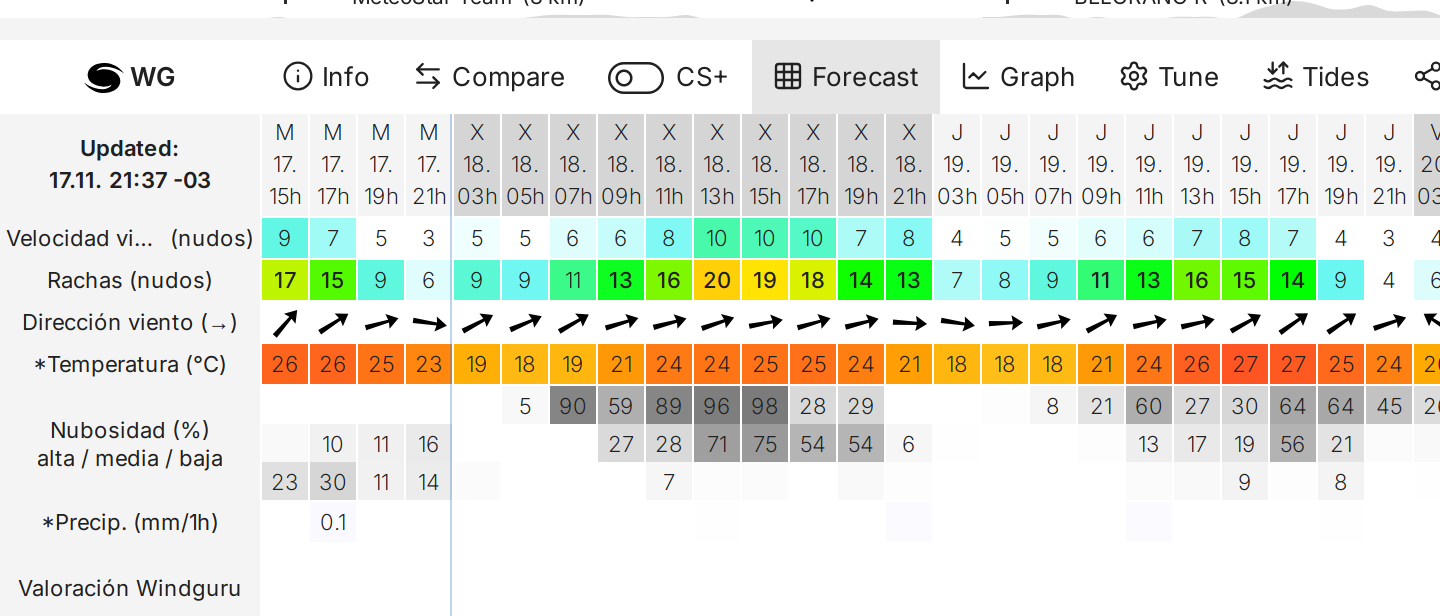 MeteoStar Team (8 km) BELGRANO R (3.1 km)
WG Info Compare CS+ Forecast Graph Tune Tides
Updated:
17.11. 21:37 -03
M M M M X X X X X X X X X X J J J J J J J J J J V
17. 17. 17. 17. 18. 18. 18. 18. 18. 18. 18. 18. 18. 18. 19. 19. 19. 19. 19. 19. 19. 19. 19. 19.
15h 17h 19h 21h 03h 05h 07h 09h 11h 13h 15h 17h 19h 21h 03h 05h 07h 09h 11h 13h 15h 17h 19h 21h
Velocidad vi... (nudos) 9 7 5 3 5 5 6 6 8 10 10 10 7 8 4 5 5 6 6 7 8 7 4 3 4
Rachas (nudos) 17 15 9 6 9 9 11 13 16 20 19 18 14 13 7 8 9 11 13 16 15 14 9 4 6
Dirección viento (→)
*Temperatura (°C) 26 26 25 23 19 18 19 21 24 24 25 25 24 21 18 18 18 21 24 26 27 27 25 24
Nubosidad (%)
alta / media / baja
5 90 59 89 96 98 28 29 8 21 60 27 30 64 64 45
10 11 16 27 28 71 75 54 54 6 13 17 19 56 21
23 30 11 14 7 9 8
*Precip. (mm/1h) 0.1
Valoración Windguru